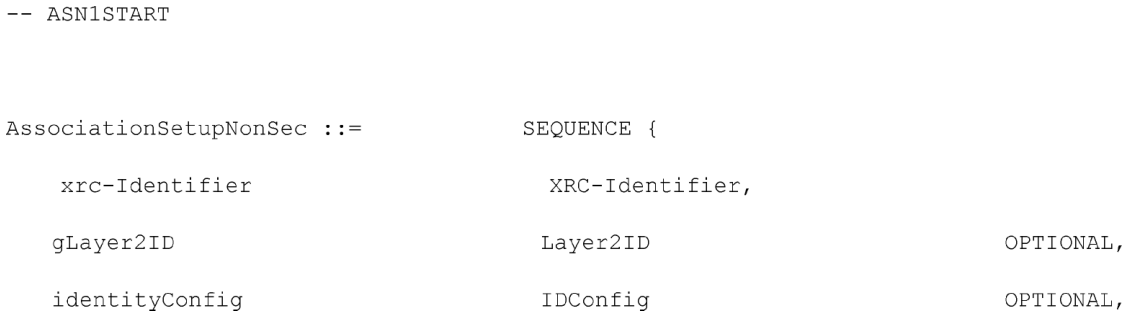 -- ASN1START
AssociationSetupNonSec ::= SEQUENCE {
xrc-Identifier XRC-Identifier,
gLayer2ID Layer2ID OPTIONAL,
identityConfig IDConfig OPTIONAL,